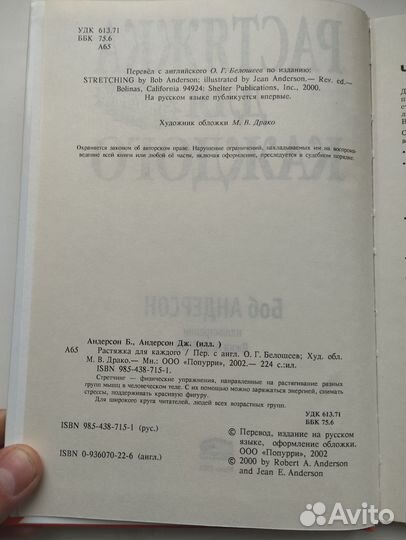 УДК 613.71
ББК 75.6
А65
РАСТЯЖК
Перевёл с английского О. Г. Белошеев по изданию:
STRETCHING by Bob Anderson; illustrated by Jean Anderson.— Rev. ed.—
Bolinas, California 94924: Shelter Publications, Inc., 2000.
На русском языке публикуется впервые.
Художник обложки М. В. Драко
Охраняется законом об авторском праве. Нарушение ограничений, накладываемых им на воспроиз-
ведение всей книги или любой её части, включая оформление, преследуется в судебном порядке.
КАЖДОГО
Боб АНДЕРСОН
Андерсон Б., Андерсон Дж. (илл. )
А65 Растяжка для каждого / Пер. с англ. О. Г. Белошеев; Худ. обл.
М. В. Драко.— Мн.: ООО «Попурри», 2002.— 224 с.:ил.
ISBN 985-438-715-1.
Стретчинг — физические упражнения, направленные на растягивание разных
групп мышц в человеческом теле. С их помощью можно заряжаться энергией, снимать
стрессы, поддерживать красивую фигуру.
Для широкого круга читателей, людей всех возрастных групп.
УДК 613.71
ББК 75.6
ISBN 985-438-715-1 (рус.)
ISBN 0-936070-22-6 (англ.)
© Перевод, издание на русском
языке, оформление обложки.
ООО «Попурри», 2002
© 2000 by Robert A. Anderson
and Jean E. Anderson
Avito